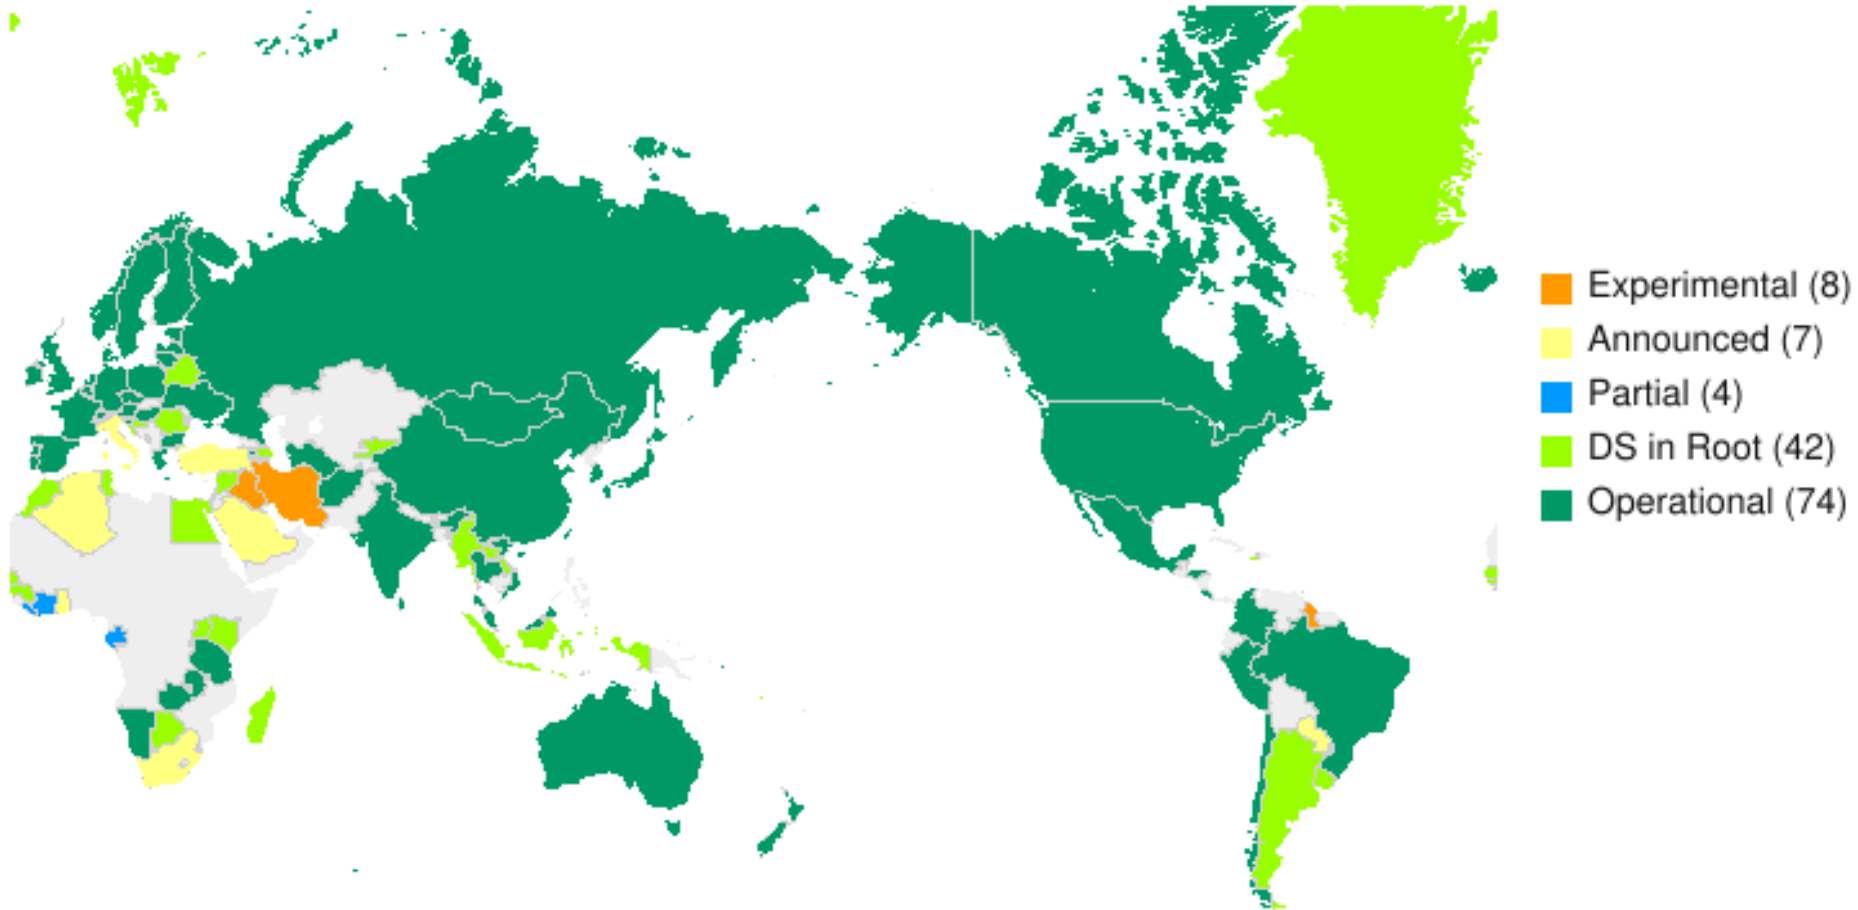 Experimental (8)
Announced (7)
Partial (4)
DS in Root (42)
Operational (74)